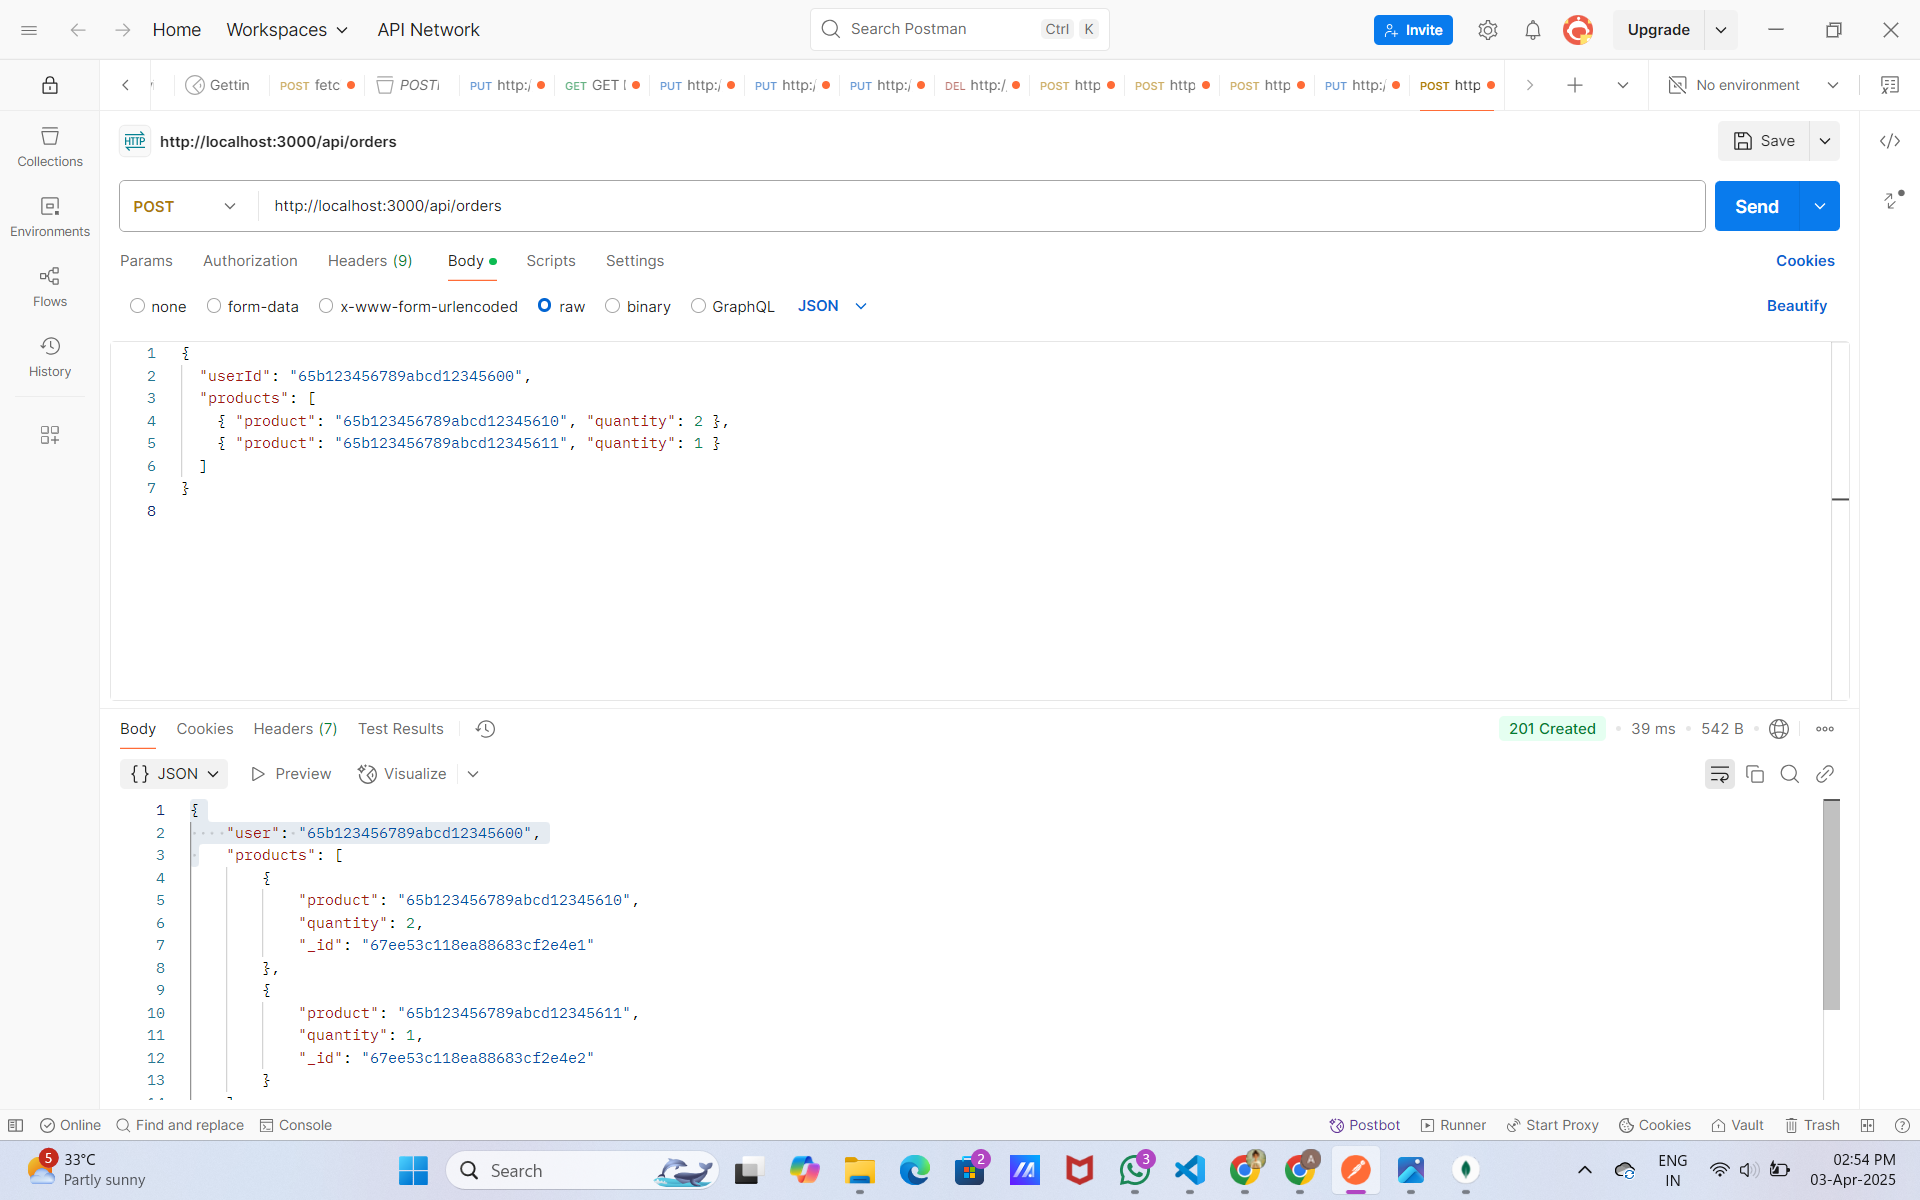 Home Workspaces API Network Search Postman Ctrl K Invite Upgrade
Gettin POST fetc POST PUT http:/ GET GET PUT http:/ PUT http:/ PUT http:/ DEL http:/ POST http POST http POST http PUT http:/ POST http No environment
HTTP http://localhost:3000/api/orders Save
POST http://localhost:3000/api/orders Send
Params Authorization Headers (9) Body Scripts Settings Cookies
none form-data x-www-form-urlencoded raw binary GraphQL JSON Beautify
Collections
Environments
Flows
History
1 {
2 "userId": "65b123456789abcd12345600",
3 "products": [
4 { "product": "65b123456789abcd12345610", "quantity": 2 },
5 { "product": "65b123456789abcd12345611", "quantity": 1 }
6 ]
7 }
8
Body Cookies Headers (7) Test Results 201 Created 39 ms 542 B
{} JSON Preview Visualize
1 {
2 "user": "65b123456789abcd12345600",
3 "products": [
4 {
5 "product": "65b123456789abcd12345610",
6 "quantity": 2,
7 "_id": "67ee53c118ea88683cf2e4e1"
8 },
9 {
10 "product": "65b123456789abcd12345611",
11 "quantity": 1,
12 "_id": "67ee53c118ea88683cf2e4e2"
13 }
Online Find and replace Console Postbot Runner Start Proxy Cookies Vault Trash
5 33°C
Partly sunny
Search
2
3
A
ENG
IN
02:54 PM
03-Apr-2025